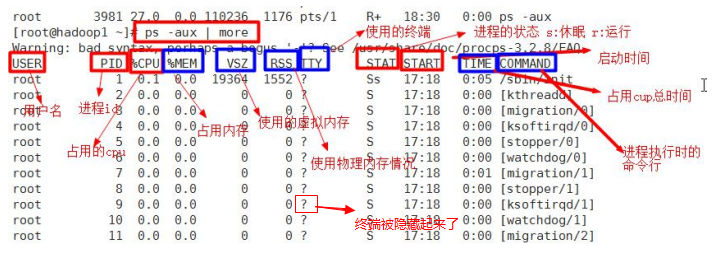 root 3981 27.0 0.0 110236 1176 pts/1 R+ 18:30 0:00 ps -aux
[root@hadoop1 ~]# ps -aux | more
使用的终端
进程的状态 s:休眠 r:运行
Warning: bad syntax, perhaps a bogus '-'? See /usr/share/doc/procps-3.2.8/FAQ
启动时间
USER PID %CPU %MEM VSZ RSS TTY STAT START TIME COMMAND
root 1 0.1 0.0 19364 1552 ? Ss 17:18 0:05 /sbin/init
root 2 0.0 0.0 0 0 ? S 17:18 0:00 [kthreadd]
占用cup总时间
用户名 进程id 占用内存 使用的虚拟内存
root 3 0.0 0.0 0 0 ? S 17:18 0:00 [migration/0]
root 4 0.0 0.0 0 0 ? S 17:18 0:00 [ksoftirqd/0]
占用的cpu
root 5 0.0 0.0 0 0 ? S 17:18 0:00 [stopper/0]
进程执行时的
命令行
使用物理内存情况
root 6 0.0 0.0 0 0 ? S 17:18 0:00 [watchdog/0]
root 7 0.0 0.0 0 0 ? S 17:18 0:01 [migration/1]
root 8 0.0 0.0 0 0 ? S 17:18 0:00 [stopper/1]
root 9 0.0 0.0 0 0 ? S 17:18 0:00 [ksoftirqd/1]
终端被隐藏起来了
root 10 0.0 0.0 0 0 ? S 17:18 0:00 [watchdog/1]
root 11 0.0 0.0 0 0 ? S 17:18 0:00 [migration/2]